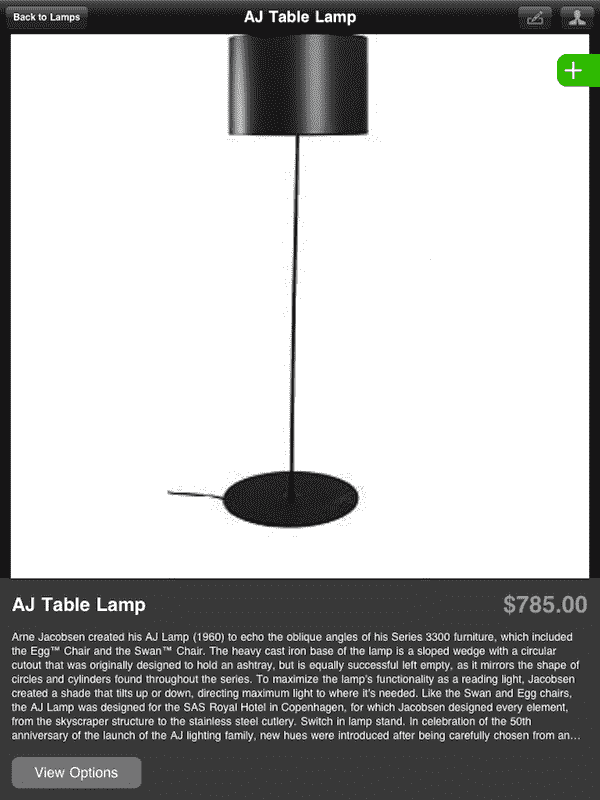 Back to Lamps
AJ Table Lamp
AJ Table Lamp
$785.00
Arne Jacobsen created his AJ Lamp (1960) to echo the oblique angles of his Series 3300 furniture, which included
the Egg™ Chair and the Swan™ Chair. The heavy cast iron base of the lamp is a sloped wedge with a circular
cutout that was originally designed to hold an ashtray, but is equally successful left empty, as it mirrors the shape of
circles and cylinders found throughout the series. To maximize the lamp's functionality as a reading light, Jacobsen
created a shade that tilts up or down, directing maximum light to where it's needed. Like the Swan and Egg chairs,
the AJ Lamp was designed for the SAS Royal Hotel in Copenhagen, for which Jacobsen designed every element,
from the skyscraper structure to the stainless steel cutlery. Switch in lamp stand. In celebration of the 50th
anniversary of the launch of the AJ lighting family, new hues were introduced after being carefully chosen from an…
View Options